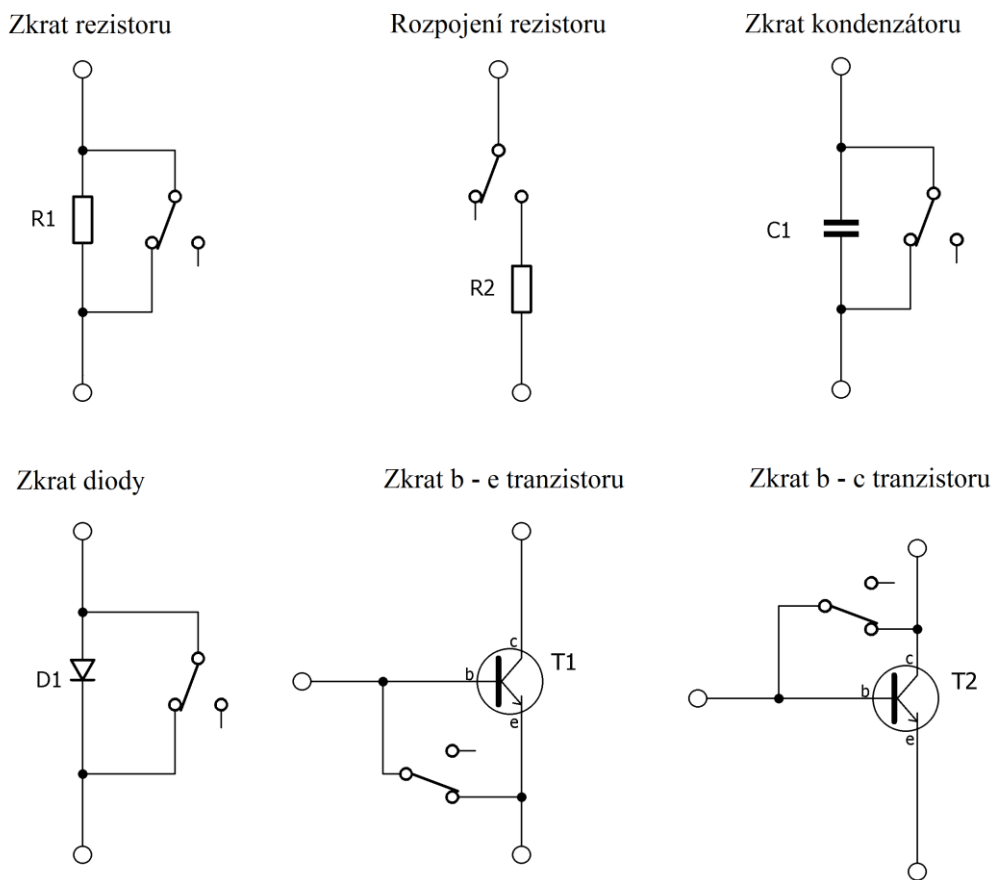 Zkrat rezistoru
Rozpojení rezistoru
Zkrat kondenzátoru
R1
R2
C1
Zkrat diody
Zkrat b - e tranzistoru
Zkrat b - c tranzistoru
D1
b
c
e
T1
b
c
e
T2